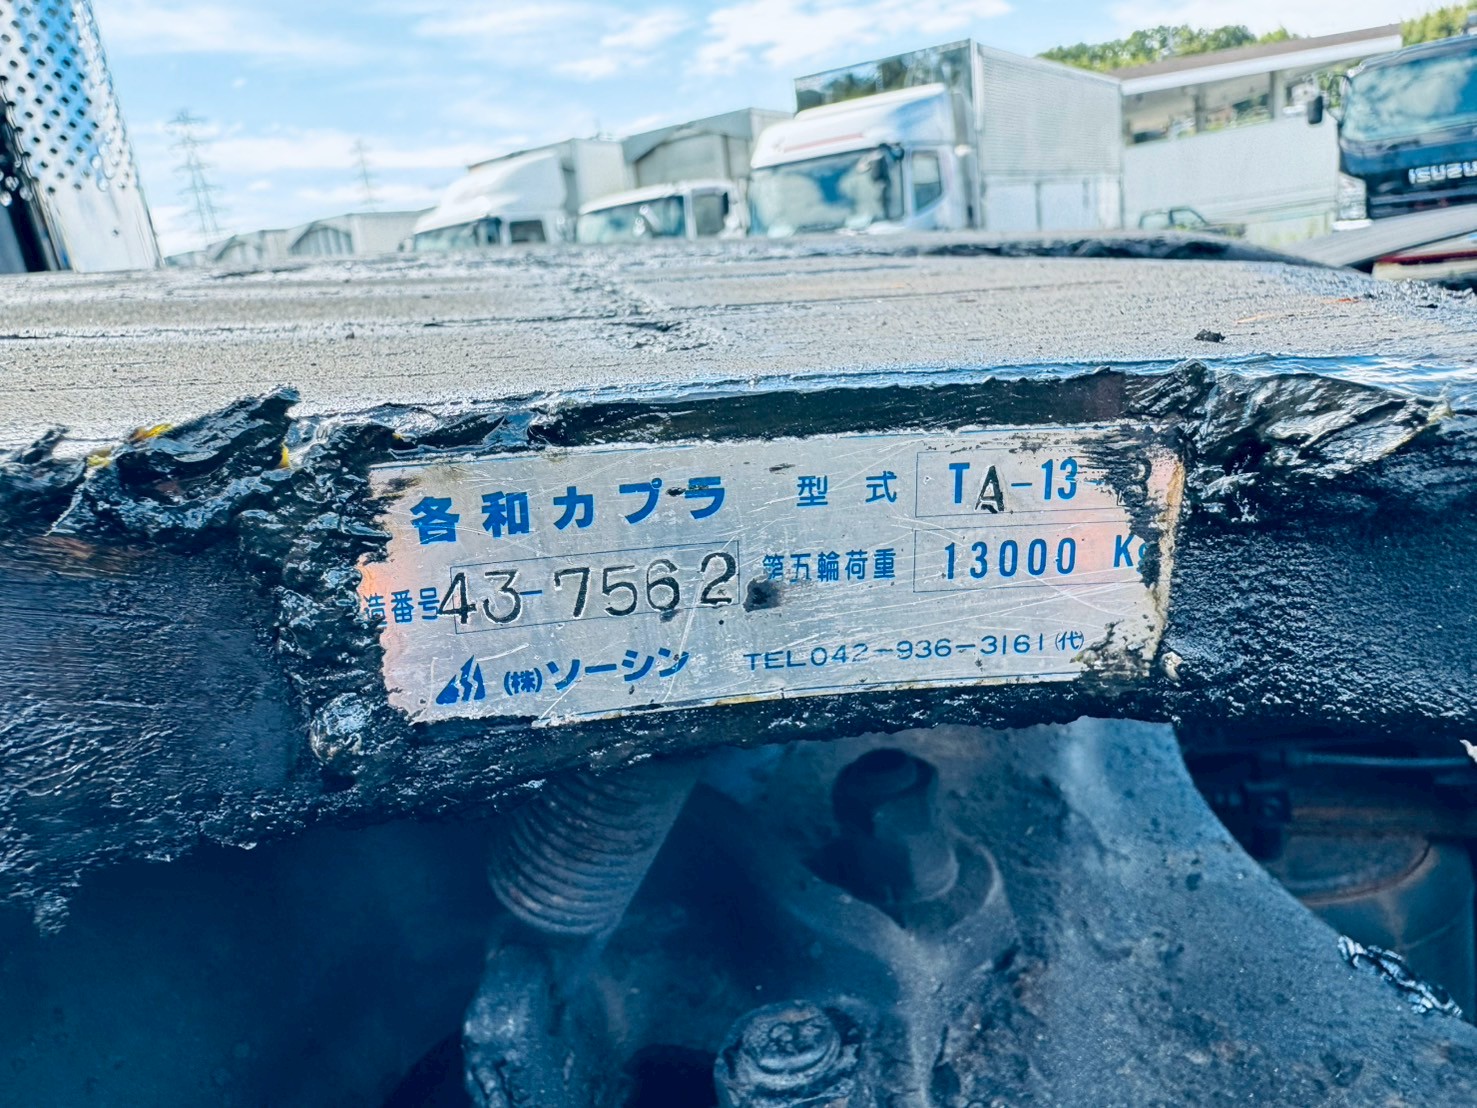 各和カプラ 型式 TA-13-
造番号 43-7562 第五輪荷重 13000 Kg
(株)ソーシン TEL042-936-3161(代)
ISUZU